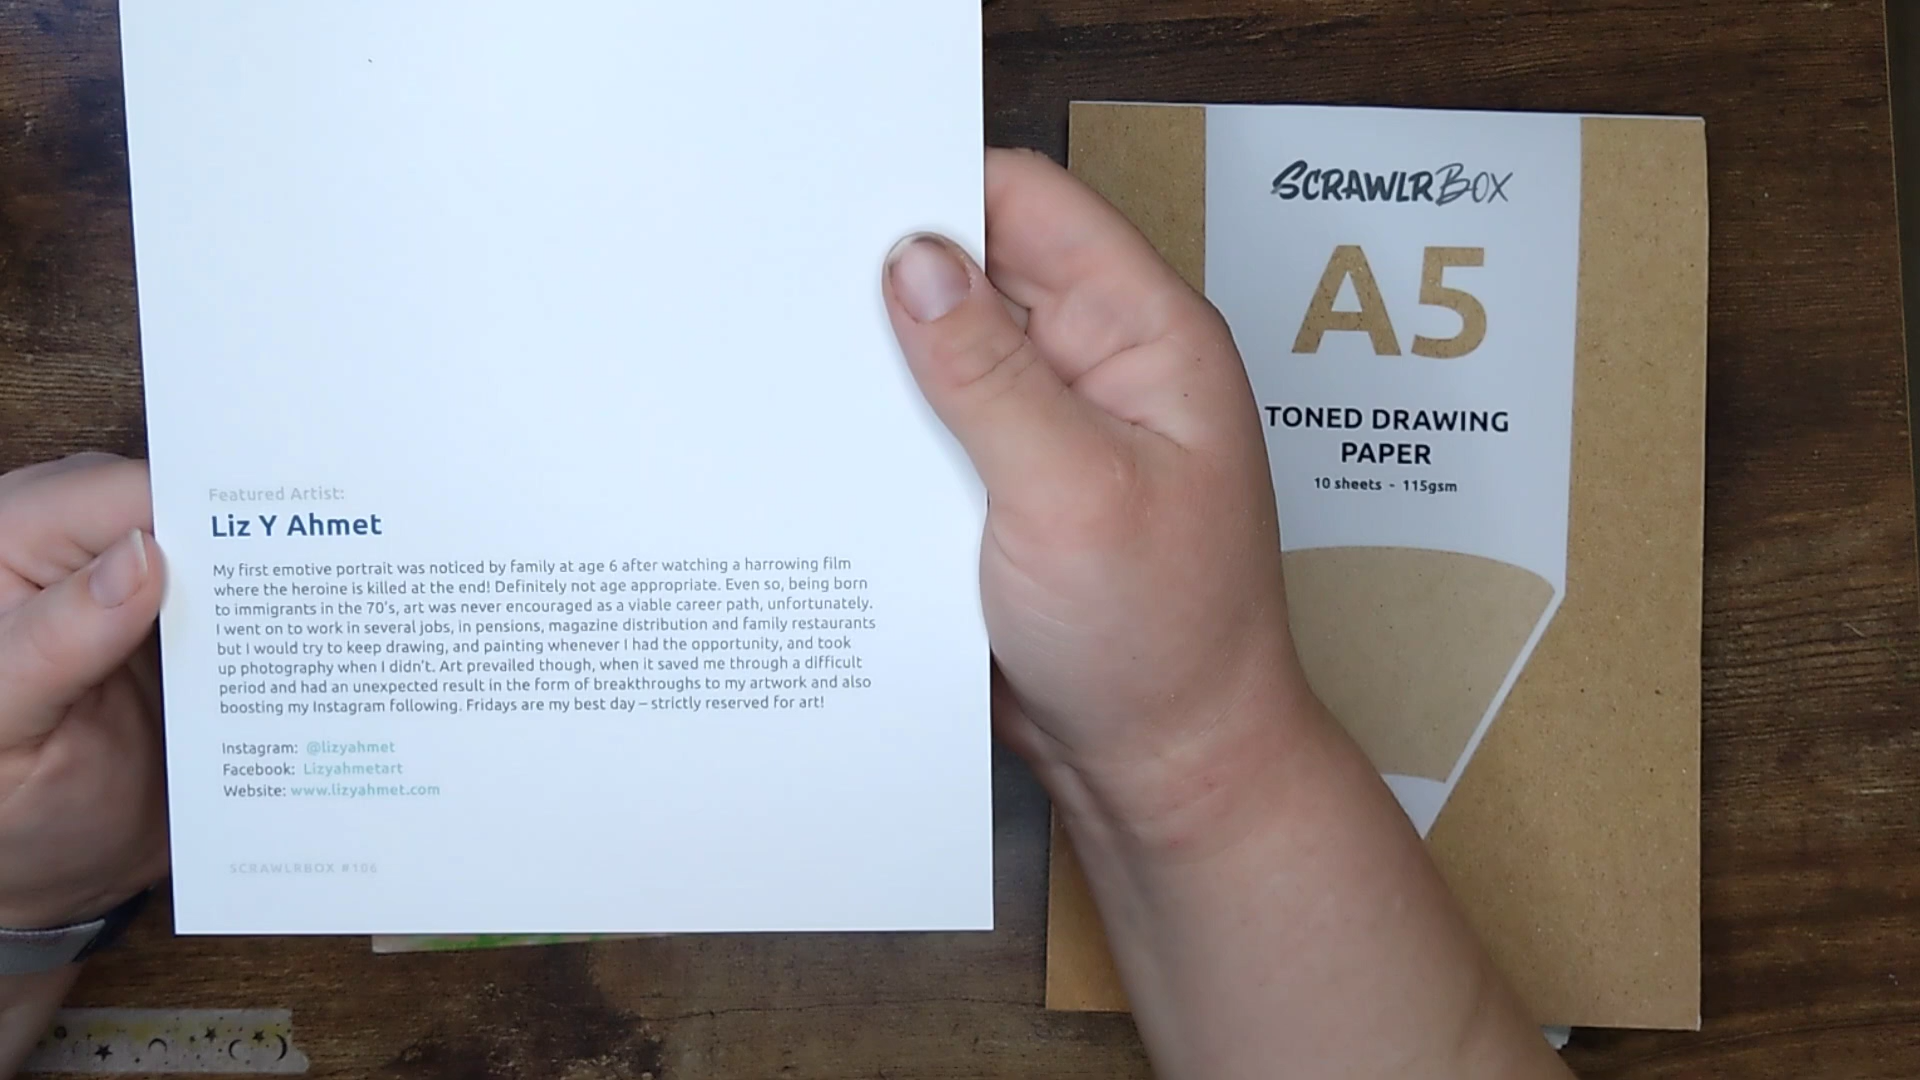 Featured Artist:
Liz Y Ahmet
My first emotive portrait was noticed by family at age 6 after watching a harrowing film
where the heroine is killed at the end! Definitely not age appropriate. Even so, being born
to immigrants in the 70's, art was never encouraged as a viable career path, unfortunately.
I went on to work in several jobs, in pensions, magazine distribution and family restaurants
but I would try to keep drawing, and painting whenever I had the opportunity, and took
up photography when I didn't. Art prevailed though, when it saved me through a difficult
period and had an unexpected result in the form of breakthroughs to my artwork and also
boosting my Instagram following. Fridays are my best day – strictly reserved for art!
Instagram: @lizyahmet
Facebook: Lizyahmetart
Website: www.lizyahmet.com
SCRAWLRBOX #106
SCRAWLRBOX
A5
TONED DRAWING
PAPER
10 sheets - 115gsm